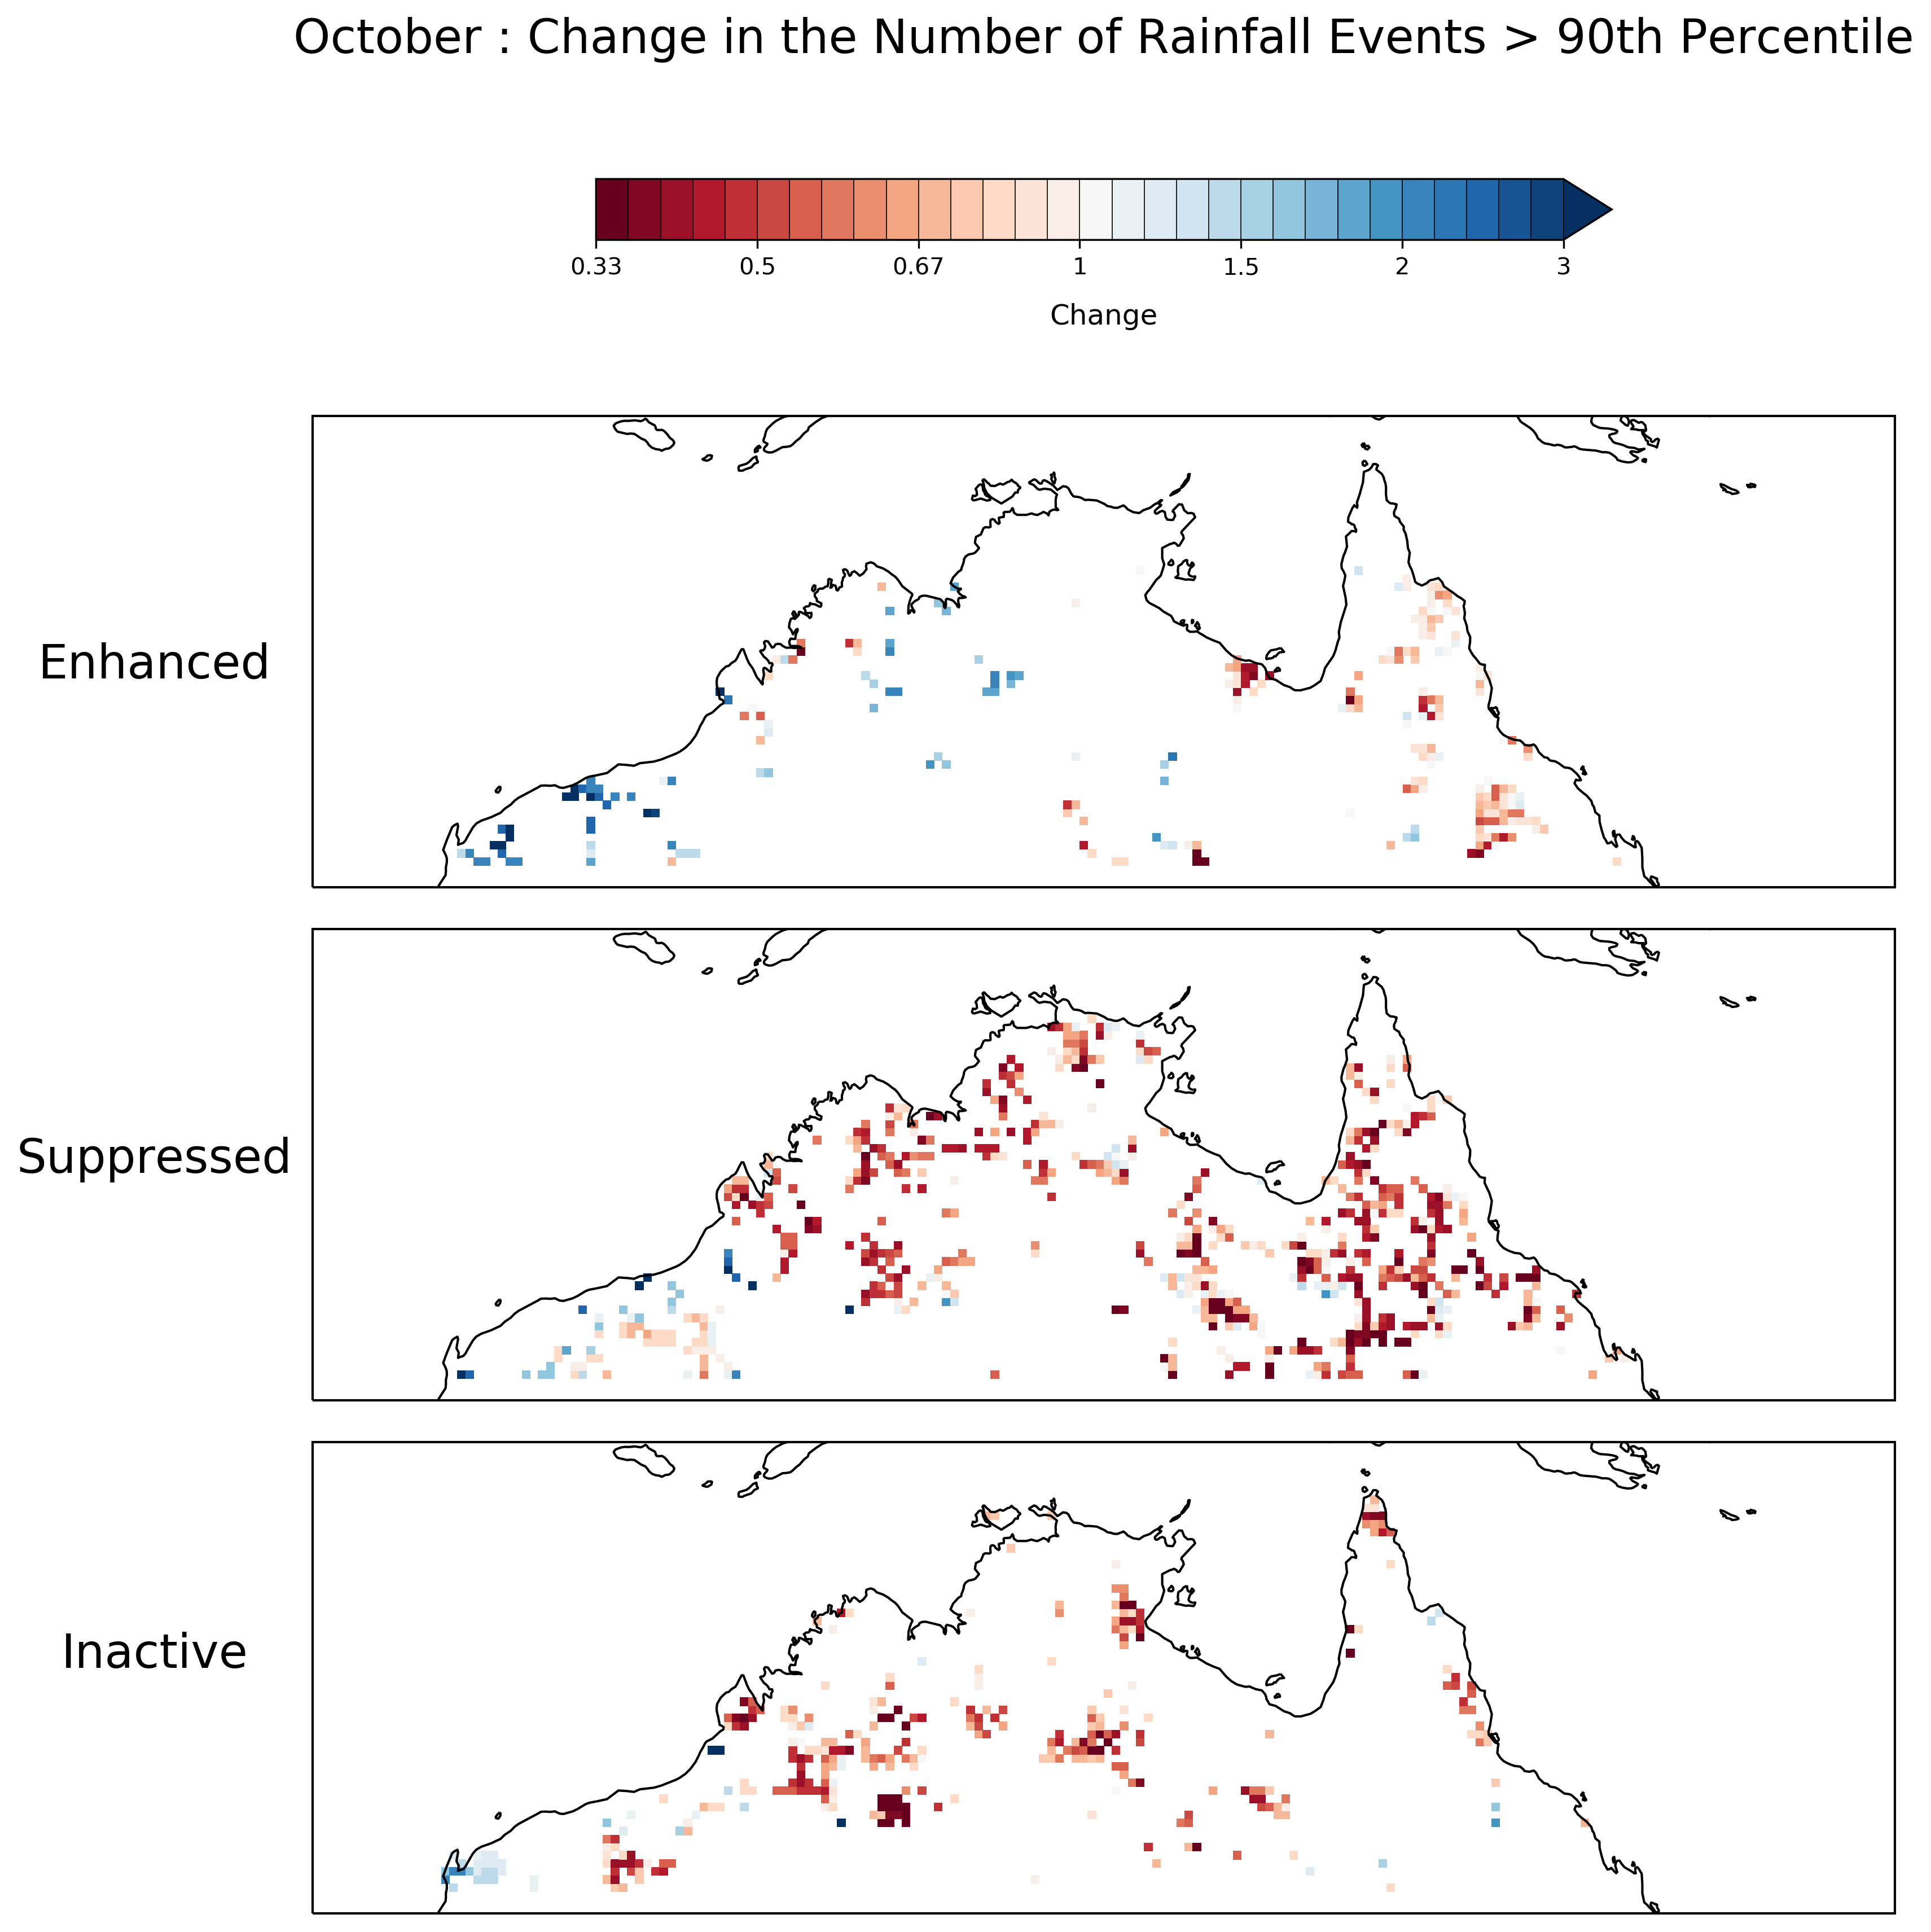 October : Change in the Number of Rainfall Events > 90th Percentile
0.33 0.5 0.67 1 1.5 2 3
Change
Enhanced
Suppressed
Inactive